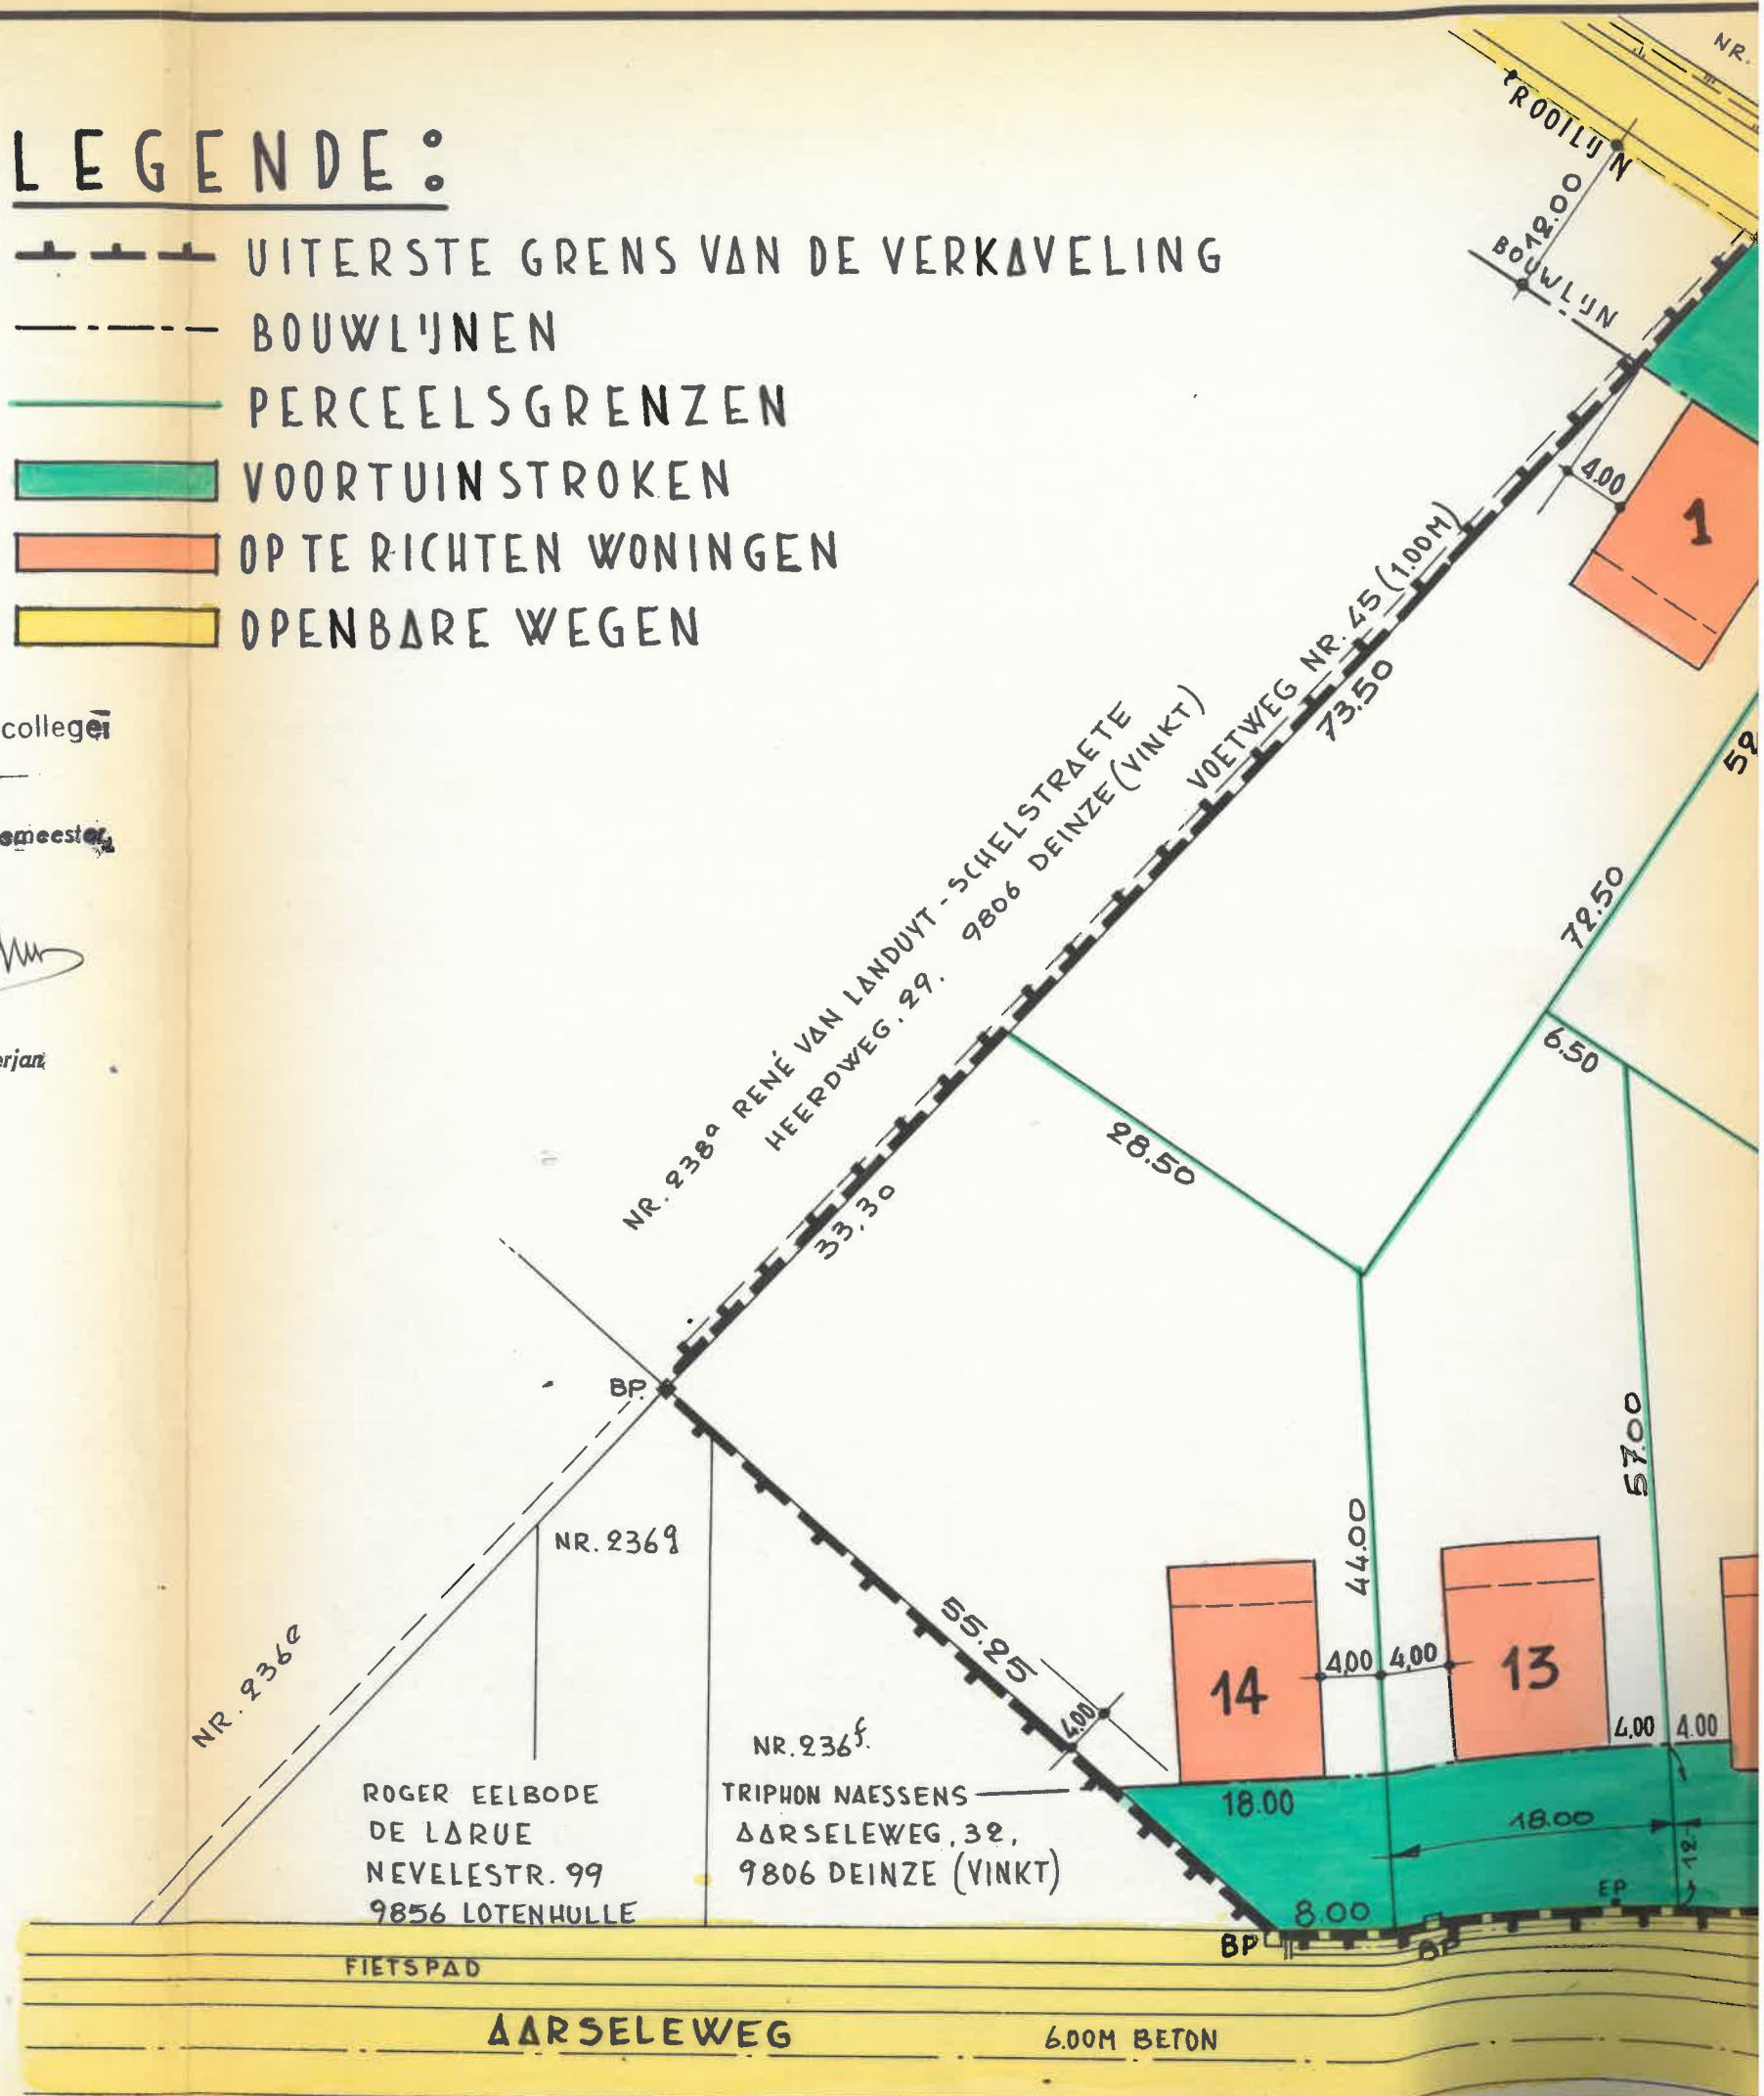 LEGENDE:
UITERSTE GRENS VAN DE VERKAVELING
BOUWLIJNEN
PERCEELSGRENZEN
VOORTUINSTROKEN
OP TE RICHTEN WONINGEN
OPENBARE WEGEN
NR.
ROOILIJN
12.00
BOUWLIJN
4.00
1
VOETWEG NR. 45 (1.00M)
73.50
NR. 238a RENÉ VAN LANDUYT - SCHELSTRAETE
HEERDWEG. 29. 9806 DEINZE (VINKT)
52
72.50
6.50
28.50
33,30
BP.
57.00
44.00
NR. 236g
55.25
4.00
14
4,00
4,00
13
4,00
4.00
NR. 236e
NR. 236f.
ROGER EELBODE
DE LARUE
NEVELESTR. 99
9856 LOTENHULLE
TRIPHON NAESSENS
AARSELEWEG, 32,
9806 DEINZE (VINKT)
18.00
18.00
12.
8.00
EP
BP
BP
FIETSPAD
AARSELEWEG
6.00M BETON